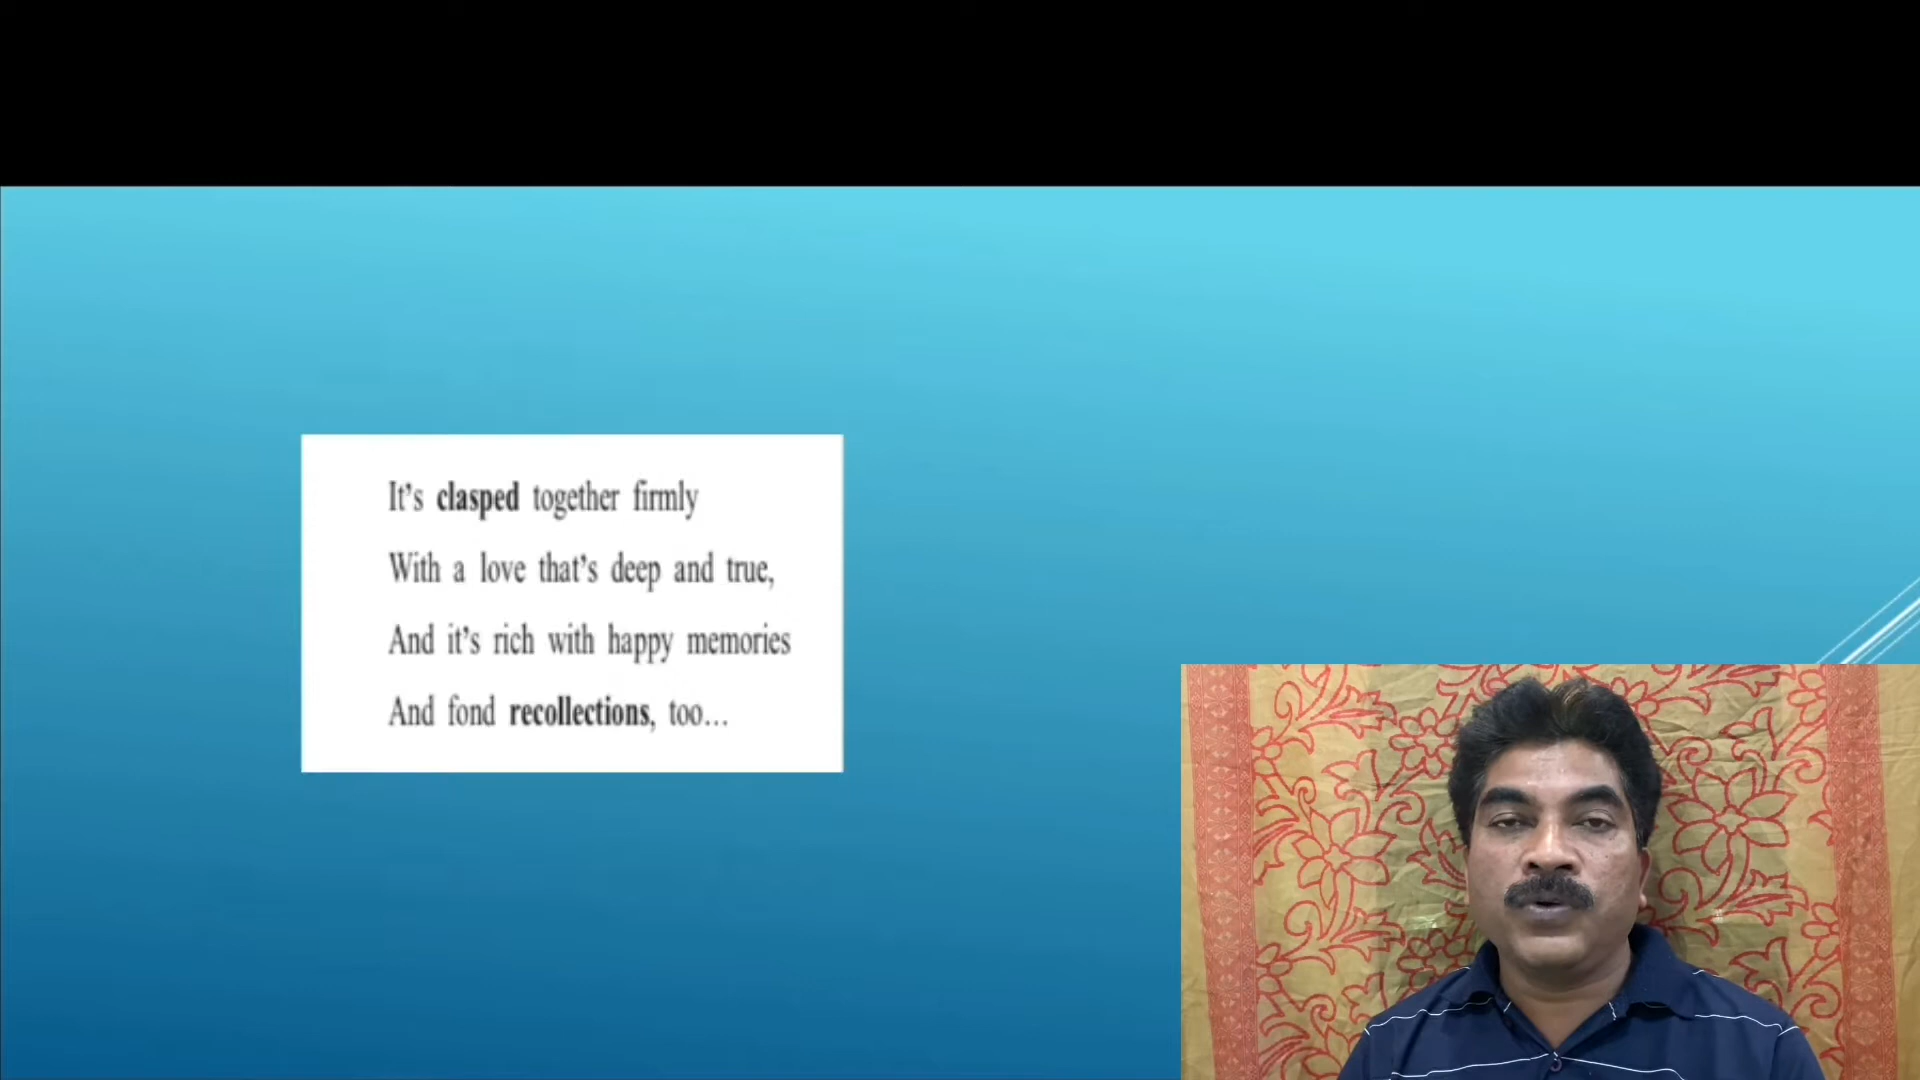 It's clasped together firmly
With a love that's deep and true,
And it's rich with happy memories
And fond recollections, too...